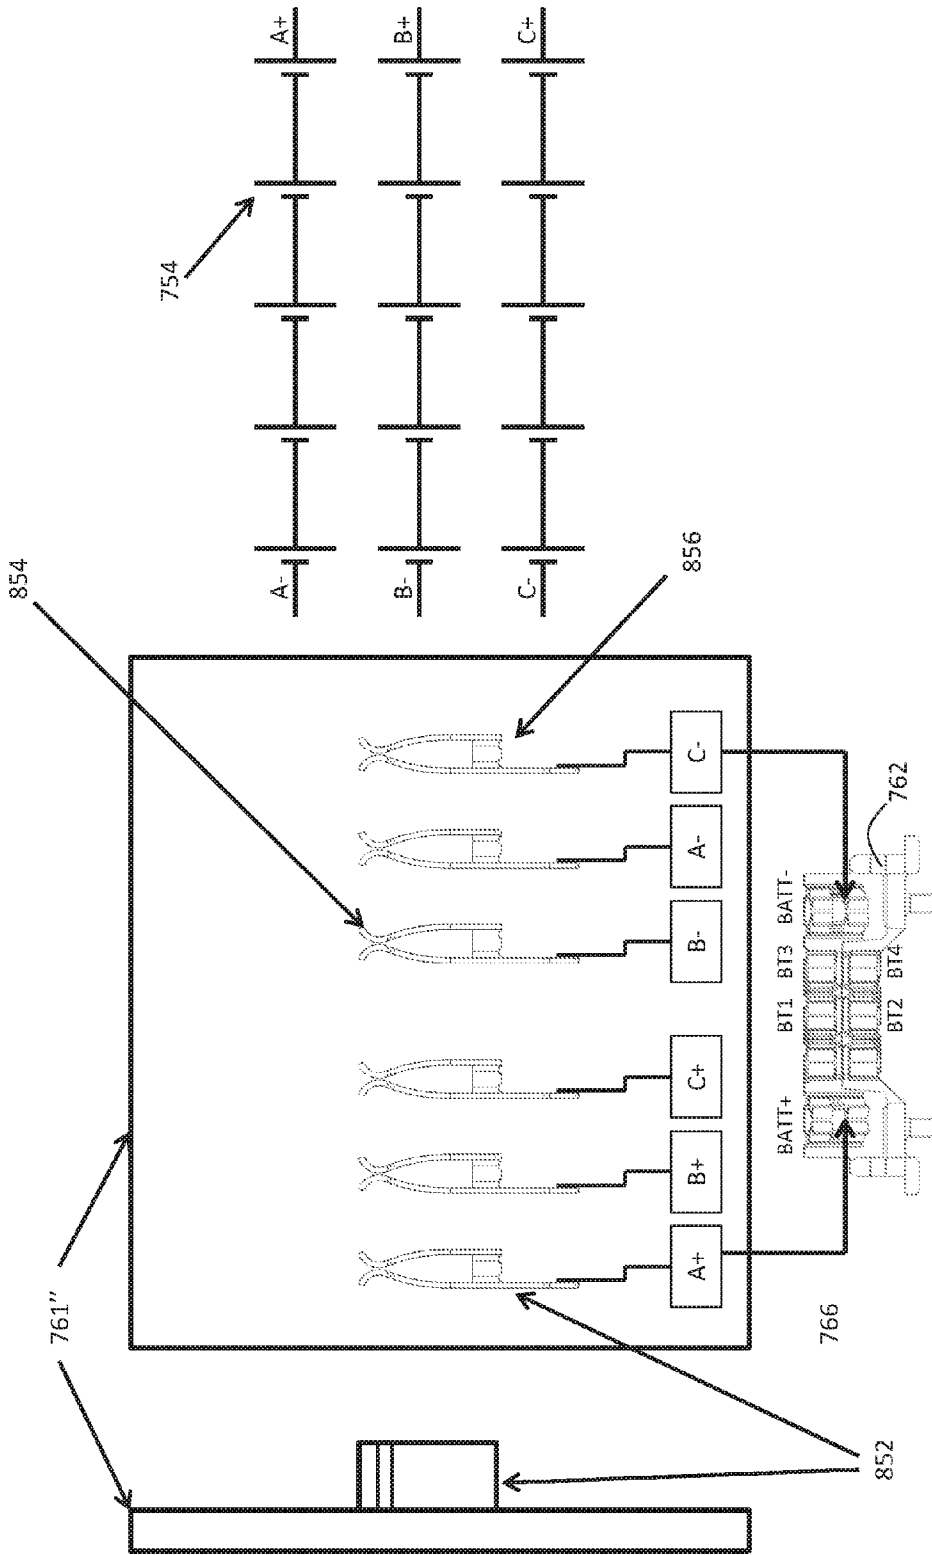 761’’
852
854
A+
B+
C+
B-
A-
C-
856
766
BATT+
BT1
BT3
BATT-
BT2
BT4
762
754
A-
A+
B-
B+
C-
C+